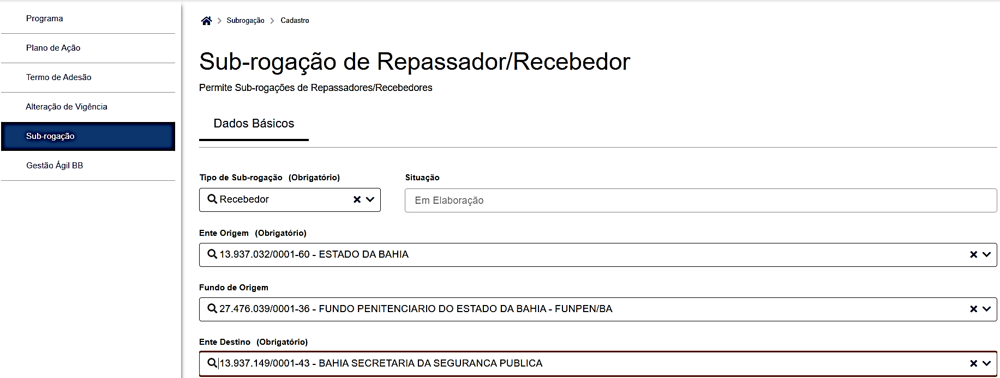 Programa
Plano de Ação
Termo de Adesão
Alteração de Vigência
Sub-rogação
Gestão Ágil BB
Subrogação
Cadastro
Sub-rogação de Repassador/Recebedor
Permite Sub-rogações de Repassadores/Recebedores
Dados Básicos
Tipo de Sub-rogação (Obrigatório)
Situação
Recebedor
Em Elaboração
Ente Origem (Obrigatório)
13.937.032/0001-60 - ESTADO DA BAHIA
Fundo de Origem
27.476.039/0001-36 - FUNDO PENITENCIARIO DO ESTADO DA BAHIA - FUNPEN/BA
Ente Destino (Obrigatório)
13.937.149/0001-43 - BAHIA SECRETARIA DA SEGURANCA PUBLICA